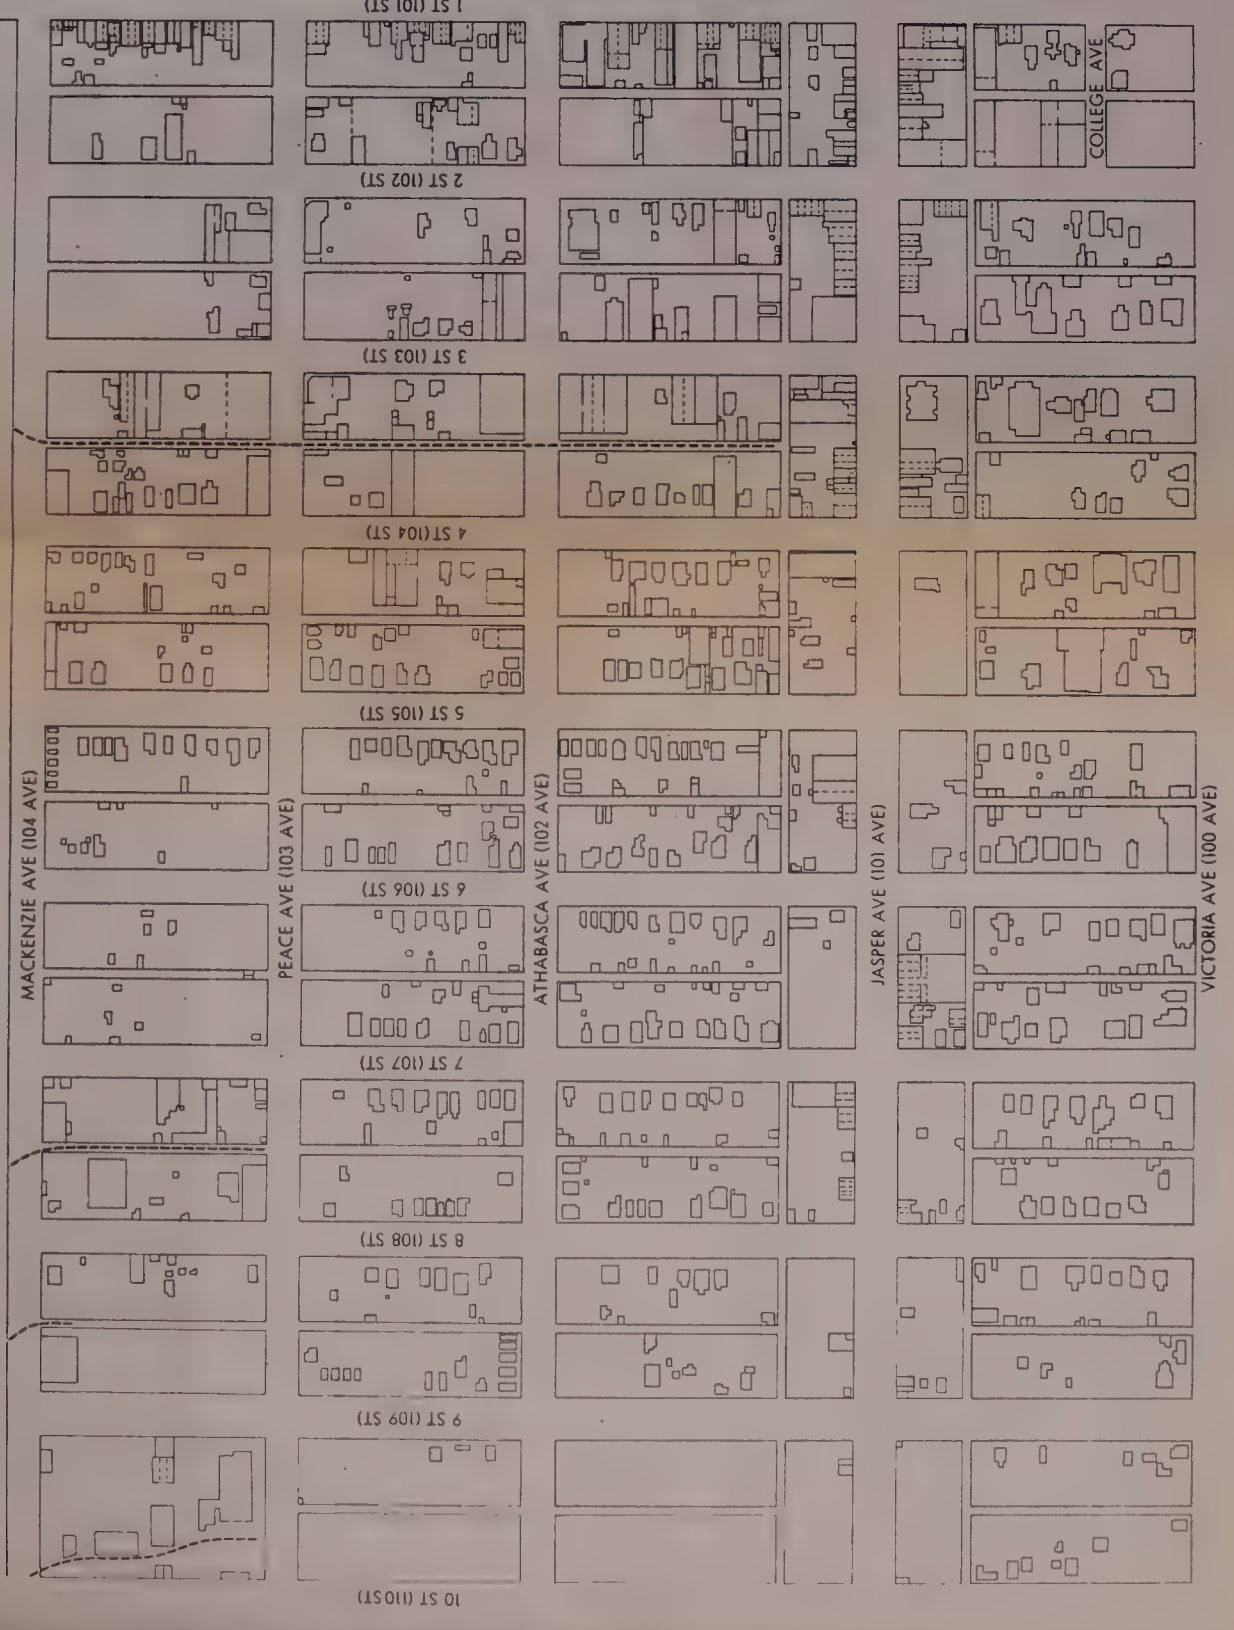 1 ST (101 ST)
COLLEGE AVE
2 ST (102 ST)
3 ST (103 ST)
4 ST (104 ST)
5 ST (105 ST)
MACKENZIE AVE (104 AVE)
PEACE AVE (103 AVE)
ATHABASCA AVE (102 AVE)
JASPER AVE (101 AVE)
VICTORIA AVE (100 AVE)
6 ST (106 ST)
7 ST (107 ST)
8 ST (108 ST)
9 ST (109 ST)
10 ST (110 ST)